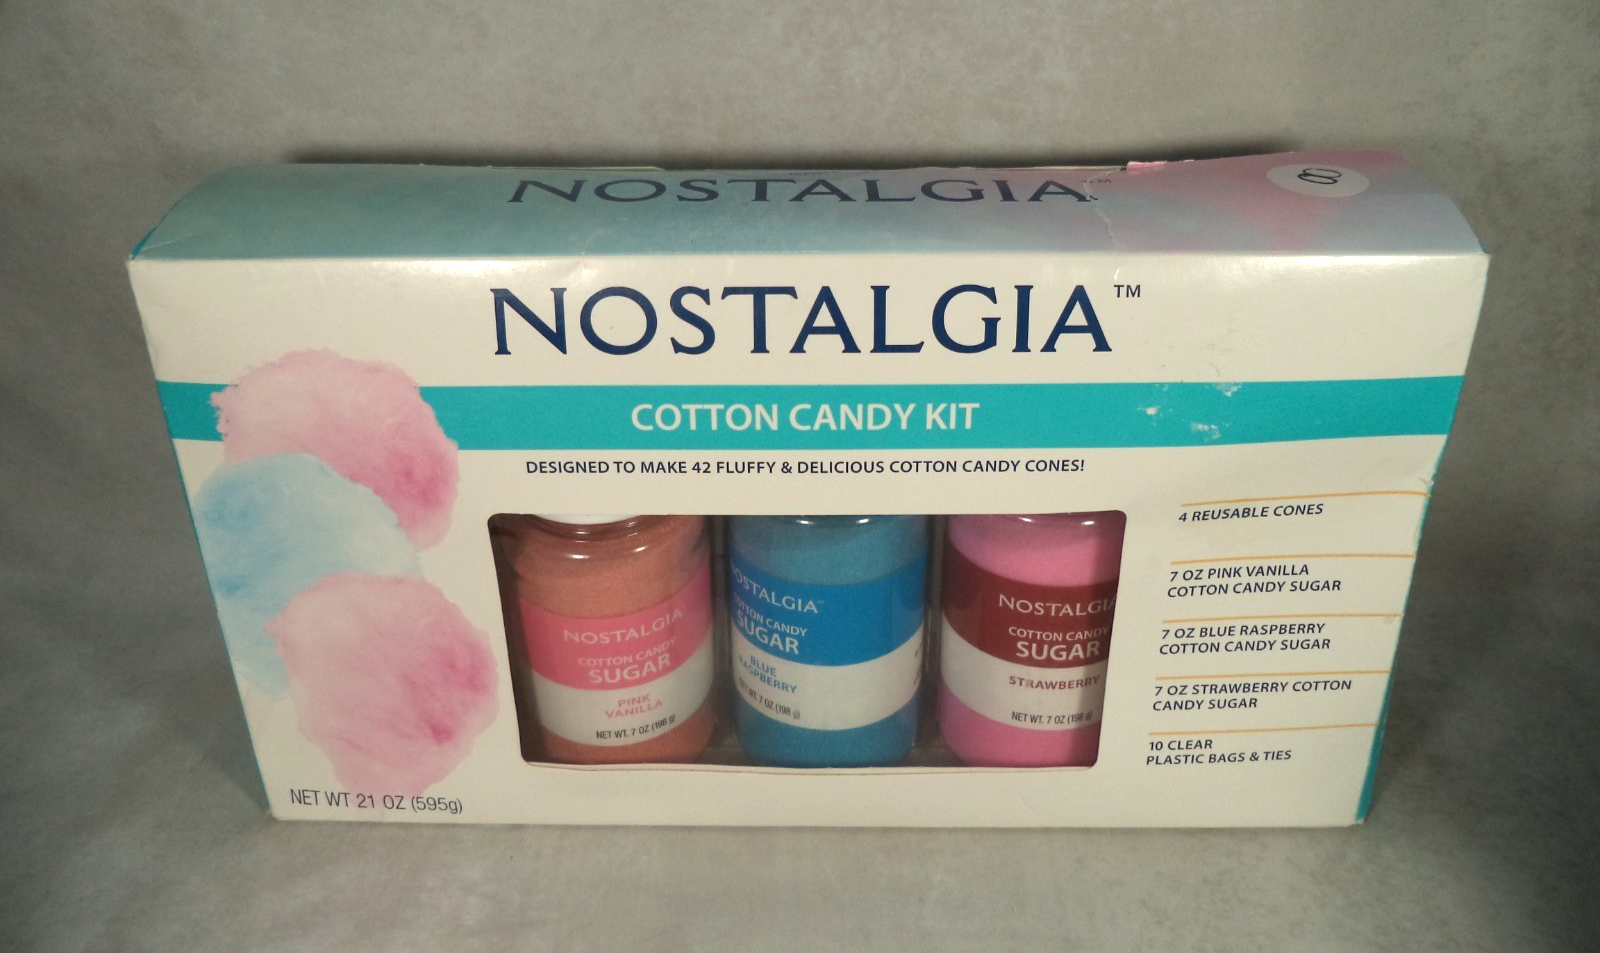 NOSTALGIA™
NOSTALGIA™
COTTON CANDY KIT
DESIGNED TO MAKE 42 FLUFFY & DELICIOUS COTTON CANDY CONES!
4 REUSABLE CONES
7 OZ PINK VANILLA
COTTON CANDY SUGAR
7 OZ BLUE RASPBERRY
COTTON CANDY SUGAR
7 OZ STRAWBERRY COTTON
CANDY SUGAR
10 CLEAR
PLASTIC BAGS & TIES
NOSTALGIA
COTTON CANDY
SUGAR
PINK
VANILLA
NET WT. 7 OZ (198 g)
NOSTALGIA™
COTTON CANDY
SUGAR
BLUE
RASPBERRY
NET WT. 7 OZ (198 g)
NOSTALGIA
COTTON CANDY
SUGAR
STRAWBERRY
NET WT. 7 OZ (198 g)
NET WT 21 OZ (595g)